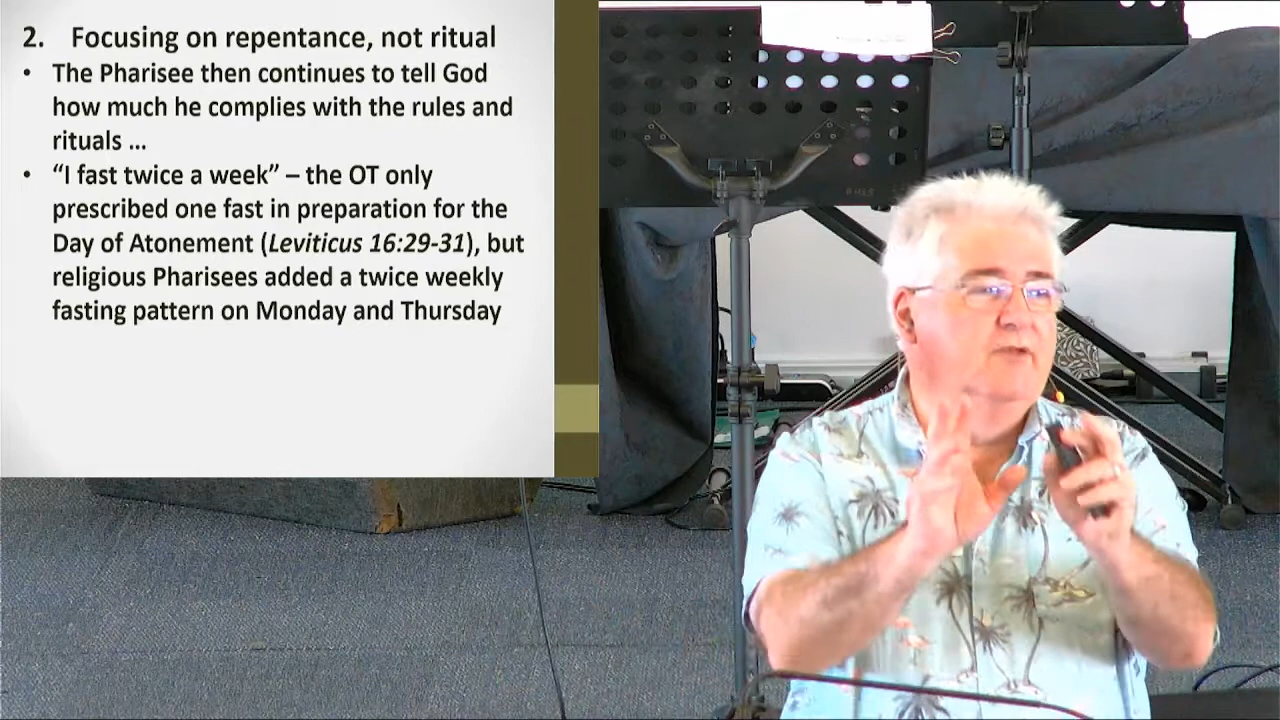 2. Focusing on repentance, not ritual
• The Pharisee then continues to tell God
how much he complies with the rules and
rituals ...
• “I fast twice a week” – the OT only
prescribed one fast in preparation for the
Day of Atonement (Leviticus 16:29-31), but
religious Pharisees added a twice weekly
fasting pattern on Monday and Thursday